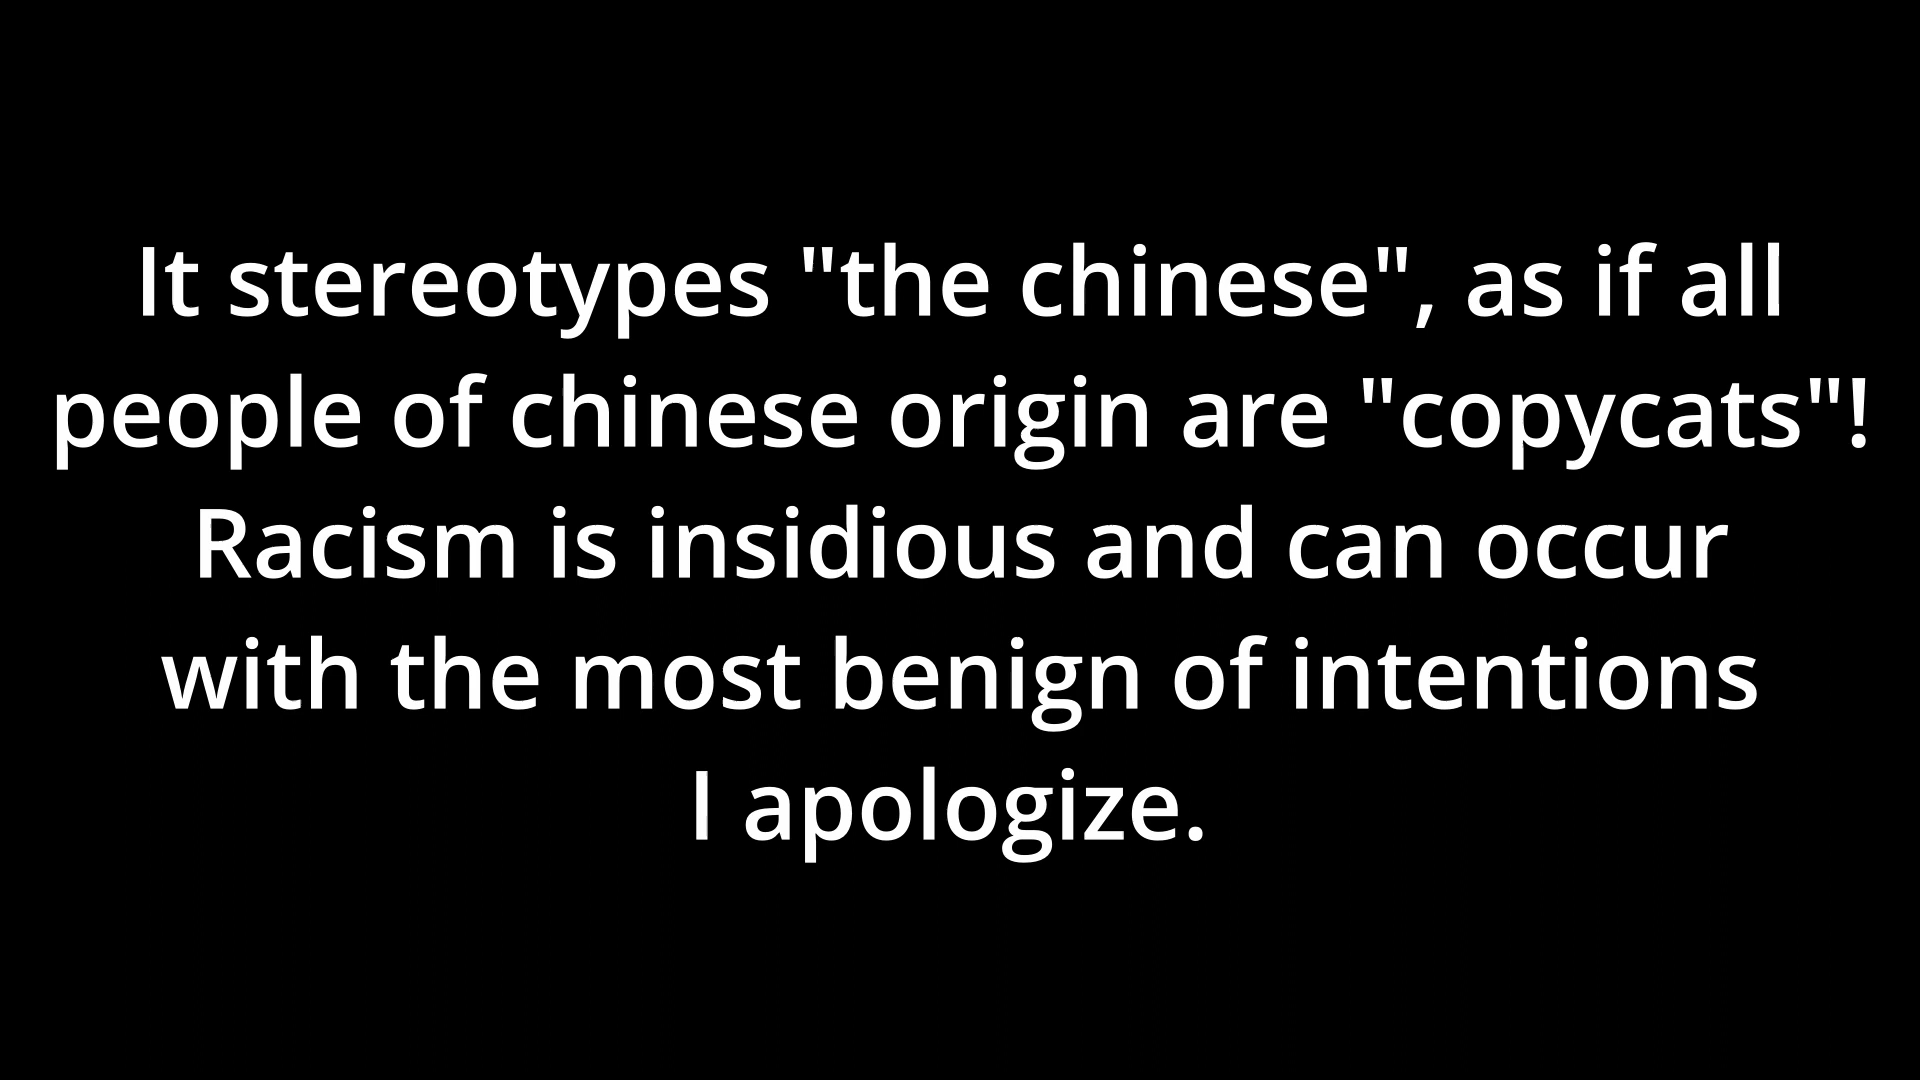 It stereotypes "the chinese", as if all
people of chinese origin are "copycats"!
Racism is insidious and can occur
with the most benign of intentions
I apologize.